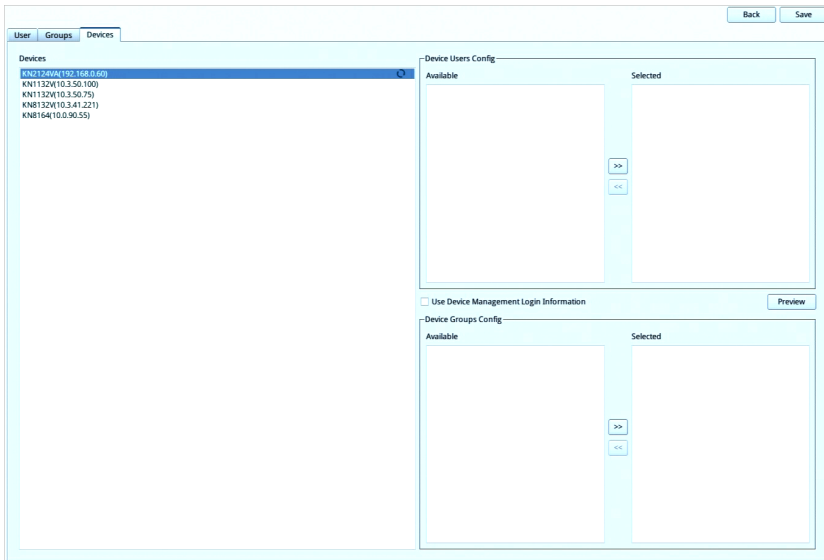 Back
Save
User
Groups
Devices
Devices
KN2124VA(192.168.0.60)
KN1132V(10.3.50.100)
KN1132V(10.3.50.75)
KN8132V(10.3.41.221)
KN8164(10.0.90.55)
Device Users Config
Available
Selected
>>
<<
Use Device Management Login Information
Preview
Device Groups Config
Available
Selected
>>
<<